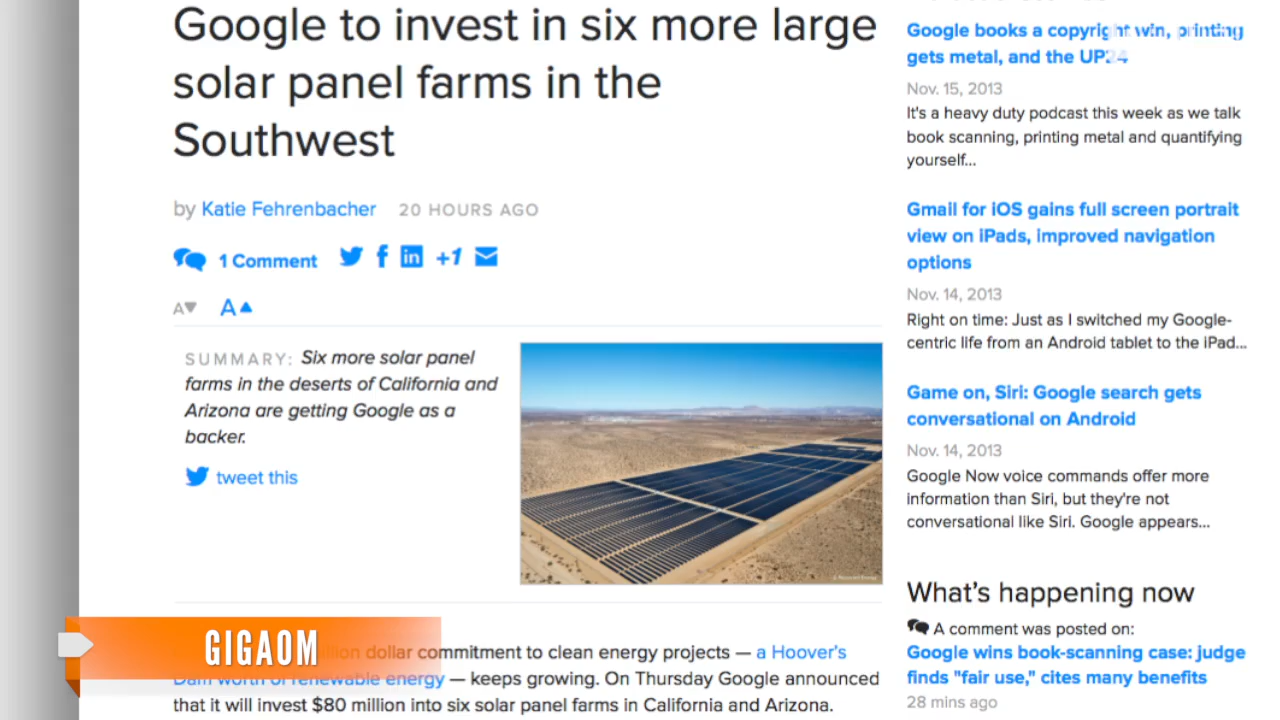 Google to invest in six more large
solar panel farms in the
Southwest
by Katie Fehrenbacher 20 HOURS AGO
1 Comment +1
A A
SUMMARY: Six more solar panel
farms in the deserts of California and
Arizona are getting Google as a
backer.
tweet this
dollar commitment to clean energy projects — a Hoover's
Dam worth of renewable energy — keeps growing. On Thursday Google announced
that it will invest $80 million into six solar panel farms in California and Arizona.
GIGAOM
Google books a copyright win, printing
gets metal, and the UP24
Nov. 15, 2013
It's a heavy duty podcast this week as we talk
book scanning, printing metal and quantifying
yourself...
Gmail for iOS gains full screen portrait
view on iPads, improved navigation
options
Nov. 14, 2013
Right on time: Just as I switched my Google-
centric life from an Android tablet to the iPad...
Game on, Siri: Google search gets
conversational on Android
Nov. 14, 2013
Google Now voice commands offer more
information than Siri, but they're not
conversational like Siri. Google appears...
What's happening now
A comment was posted on:
Google wins book-scanning case: judge
finds "fair use," cites many benefits
28 mins ago